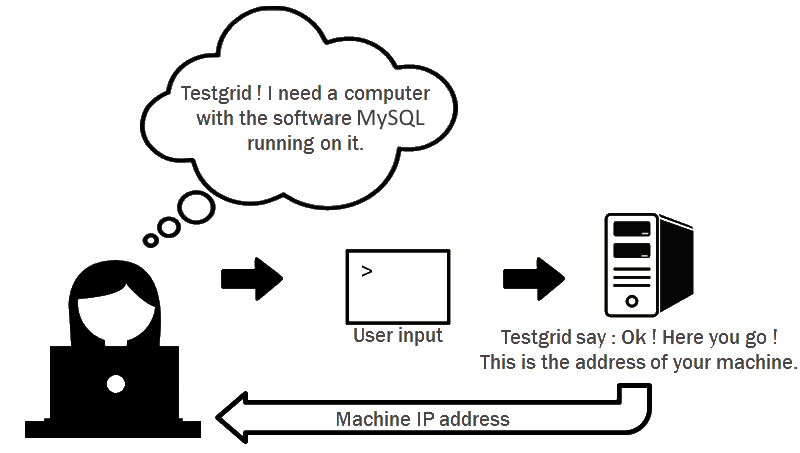 Testgrid ! I need a computer
with the software MySQL
running on it.
>
User input
Testgrid say : Ok ! Here you go !
This is the address of your machine.
Machine IP address